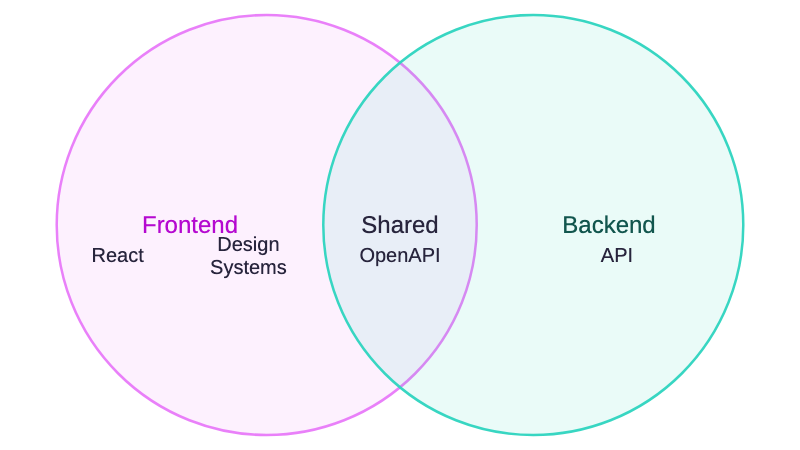 Frontend
React
Design
Systems
Shared
OpenAPI
Backend
API